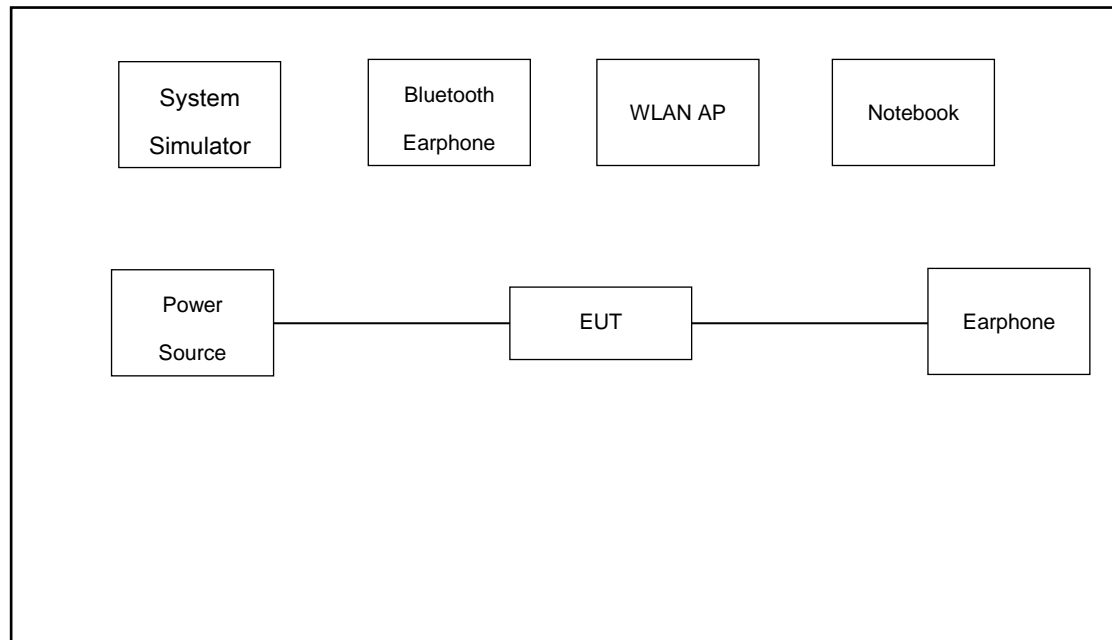 System
Simulator
Bluetooth
Earphone
WLAN AP
Notebook
Power
Source
EUT
Earphone